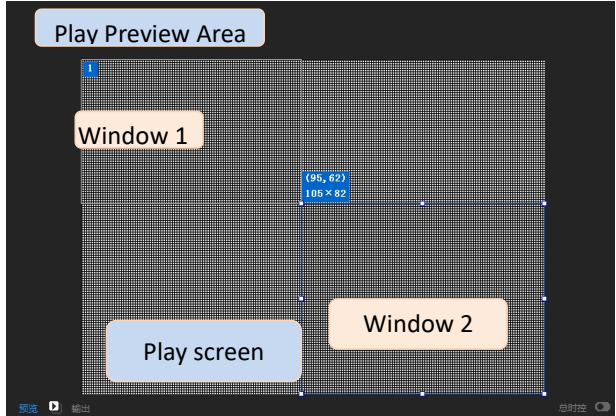 Play Preview Area
1
Window 1
(95, 62)
105×82
Window 2
Play screen
预览 输出 总时控